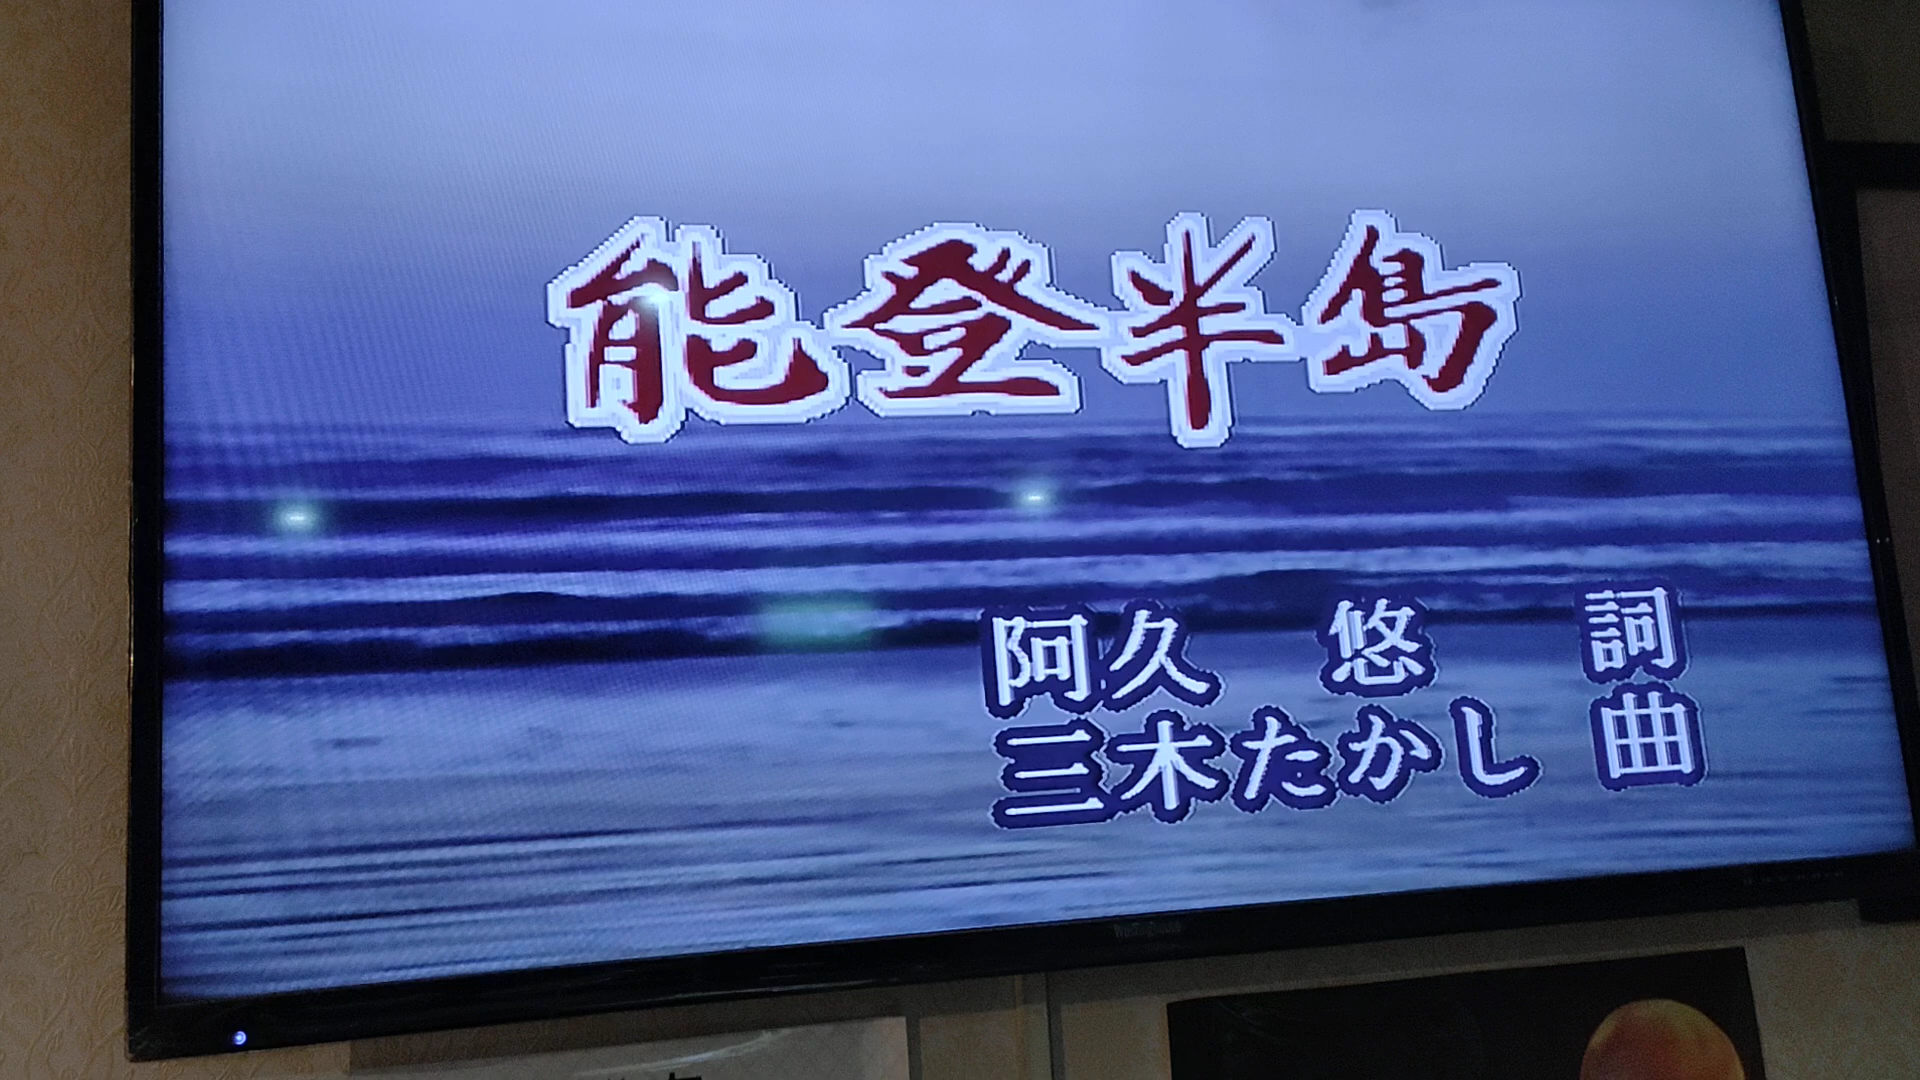 能登半島
阿久 悠 詞
三木たかし 曲